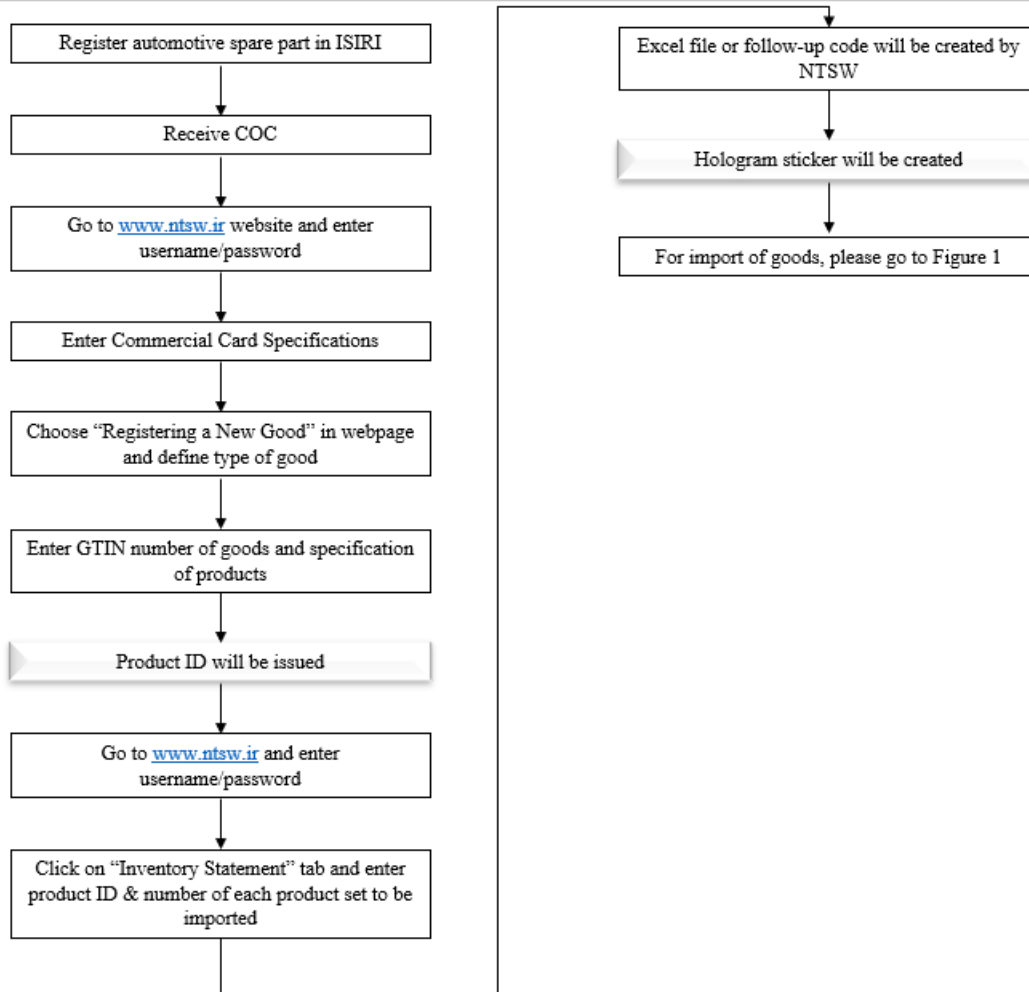 Register automotive spare part in ISIRI
Receive COC
Go to www.ntsw.ir website and enter
username/password
Enter Commercial Card Specifications
Choose “Registering a New Good” in webpage
and define type of good
Enter GTIN number of goods and specification
of products
Product ID will be issued
Go to www.ntsw.ir and enter
username/password
Click on “Inventory Statement” tab and enter
product ID & number of each product set to be
imported
Excel file or follow-up code will be created by
NTSW
Hologram sticker will be created
For import of goods, please go to Figure 1